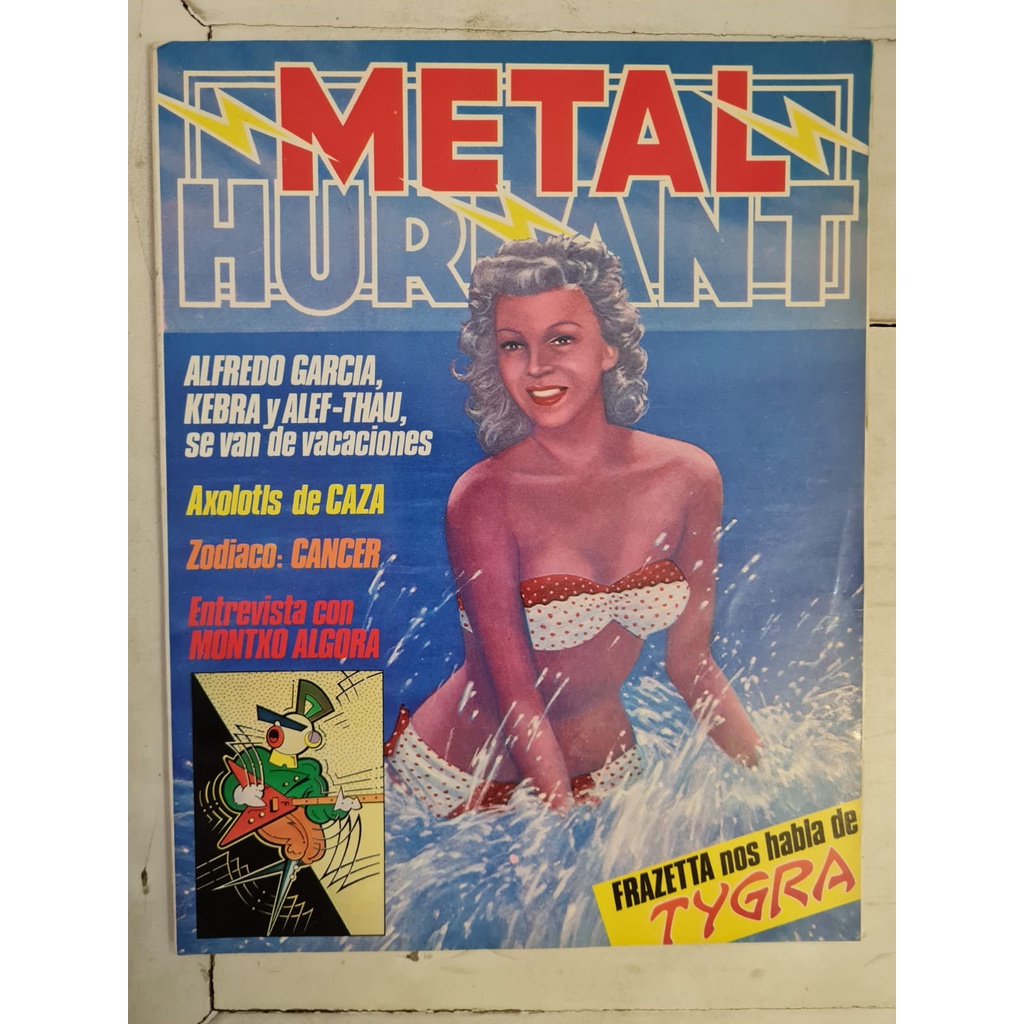 METAL
HURLANT
ALFREDO GARCIA,
KEBRA y ALEF-THAU,
se van de vacaciones
Axolotls de CAZA
Zodiaco: CANCER
Entrevista con
MONTXO ALGORA
FRAZETTA nos habla de
TYGRA